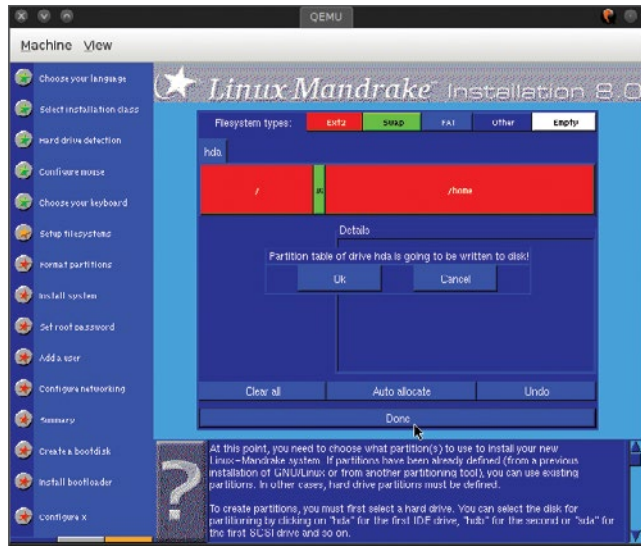 QEMU
Machine View
Choose your language
Select installation class
Hard drive detection
Configure mouse
Choose your keyboard
Setup filesystems
Format partitions
Install system
Set root password
Add a user
Configure networking
Summary
Create a bootdisk
Install bootloader
Configure X
Linux Mandrake Installation 8.0
Filesystem types: Ext2 Swap FAT Other Empty
hda
/ /home
Details
Partition table of drive hda is going to be written to disk!
Ok Cancel
Clear all Auto allocate Undo
Done
At this point, you need to choose what partition(s) to use to install your new
Linux-Mandrake system. If partitions have been already defined (from a previous
installation of GNU/Linux or from another partitioning tool), you can use existing
partitions. In other cases, hard drive partitions must be defined.
To create partitions, you must first select a hard drive. You can select the disk for
partitioning by clicking on "hda" for the first IDE drive, "hdb" for the second or "sda" for
the first SCSI drive and so on.